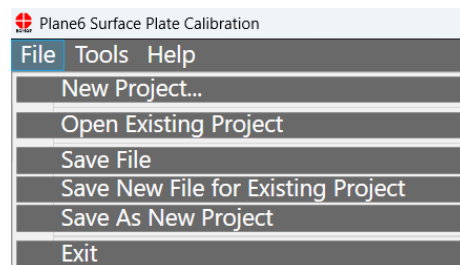 Plane6 Surface Plate Calibration
File Tools Help
New Project...
Open Existing Project
Save File
Save New File for Existing Project
Save As New Project
Exit